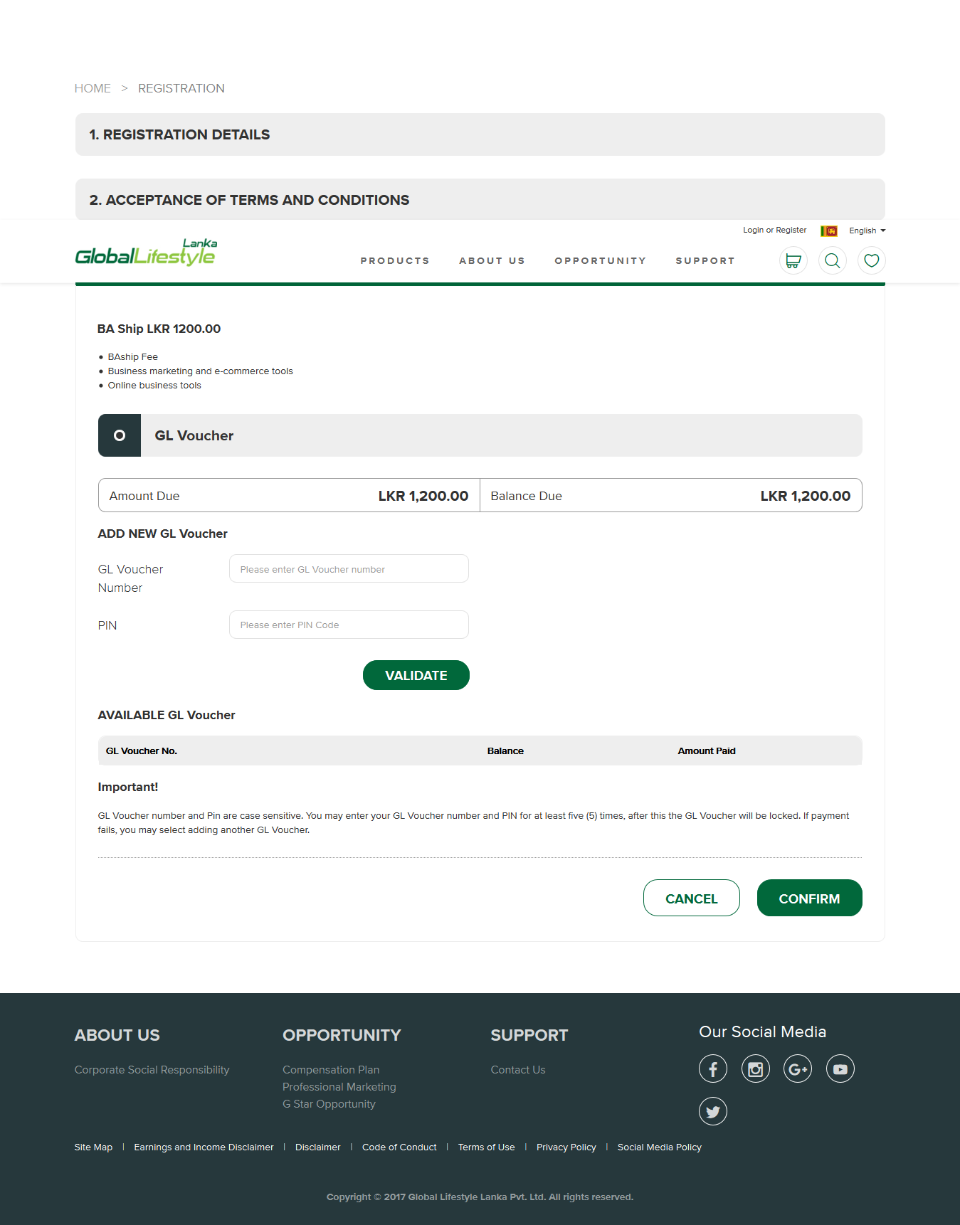 HOME > REGISTRATION
1. REGISTRATION DETAILS
2. ACCEPTANCE OF TERMS AND CONDITIONS
Login or Register English
Lanka
GlobalLifestyle
PRODUCTS ABOUT US OPPORTUNITY SUPPORT
BA Ship LKR 1200.00
• BAship Fee
• Business marketing and e-commerce tools
• Online business tools
GL Voucher
Amount Due LKR 1,200.00 Balance Due LKR 1,200.00
ADD NEW GL Voucher
GL Voucher Number
Please enter GL Voucher number
PIN
Please enter PIN Code
VALIDATE
AVAILABLE GL Voucher
GL Voucher No. Balance Amount Paid
Important!
GL Voucher number and Pin are case sensitive. You may enter your GL Voucher number and PIN for at least five (5) times, after this the GL Voucher will be locked. If payment
fails, you may select adding another GL Voucher.
CANCEL CONFIRM
ABOUT US
Corporate Social Responsibility
OPPORTUNITY
Compensation Plan
Professional Marketing
G Star Opportunity
SUPPORT
Contact Us
Our Social Media
Site Map | Earnings and Income Disclaimer | Disclaimer | Code of Conduct | Terms of Use | Privacy Policy | Social Media Policy
Copyright © 2017 Global Lifestyle Lanka Pvt. Ltd. All rights reserved.